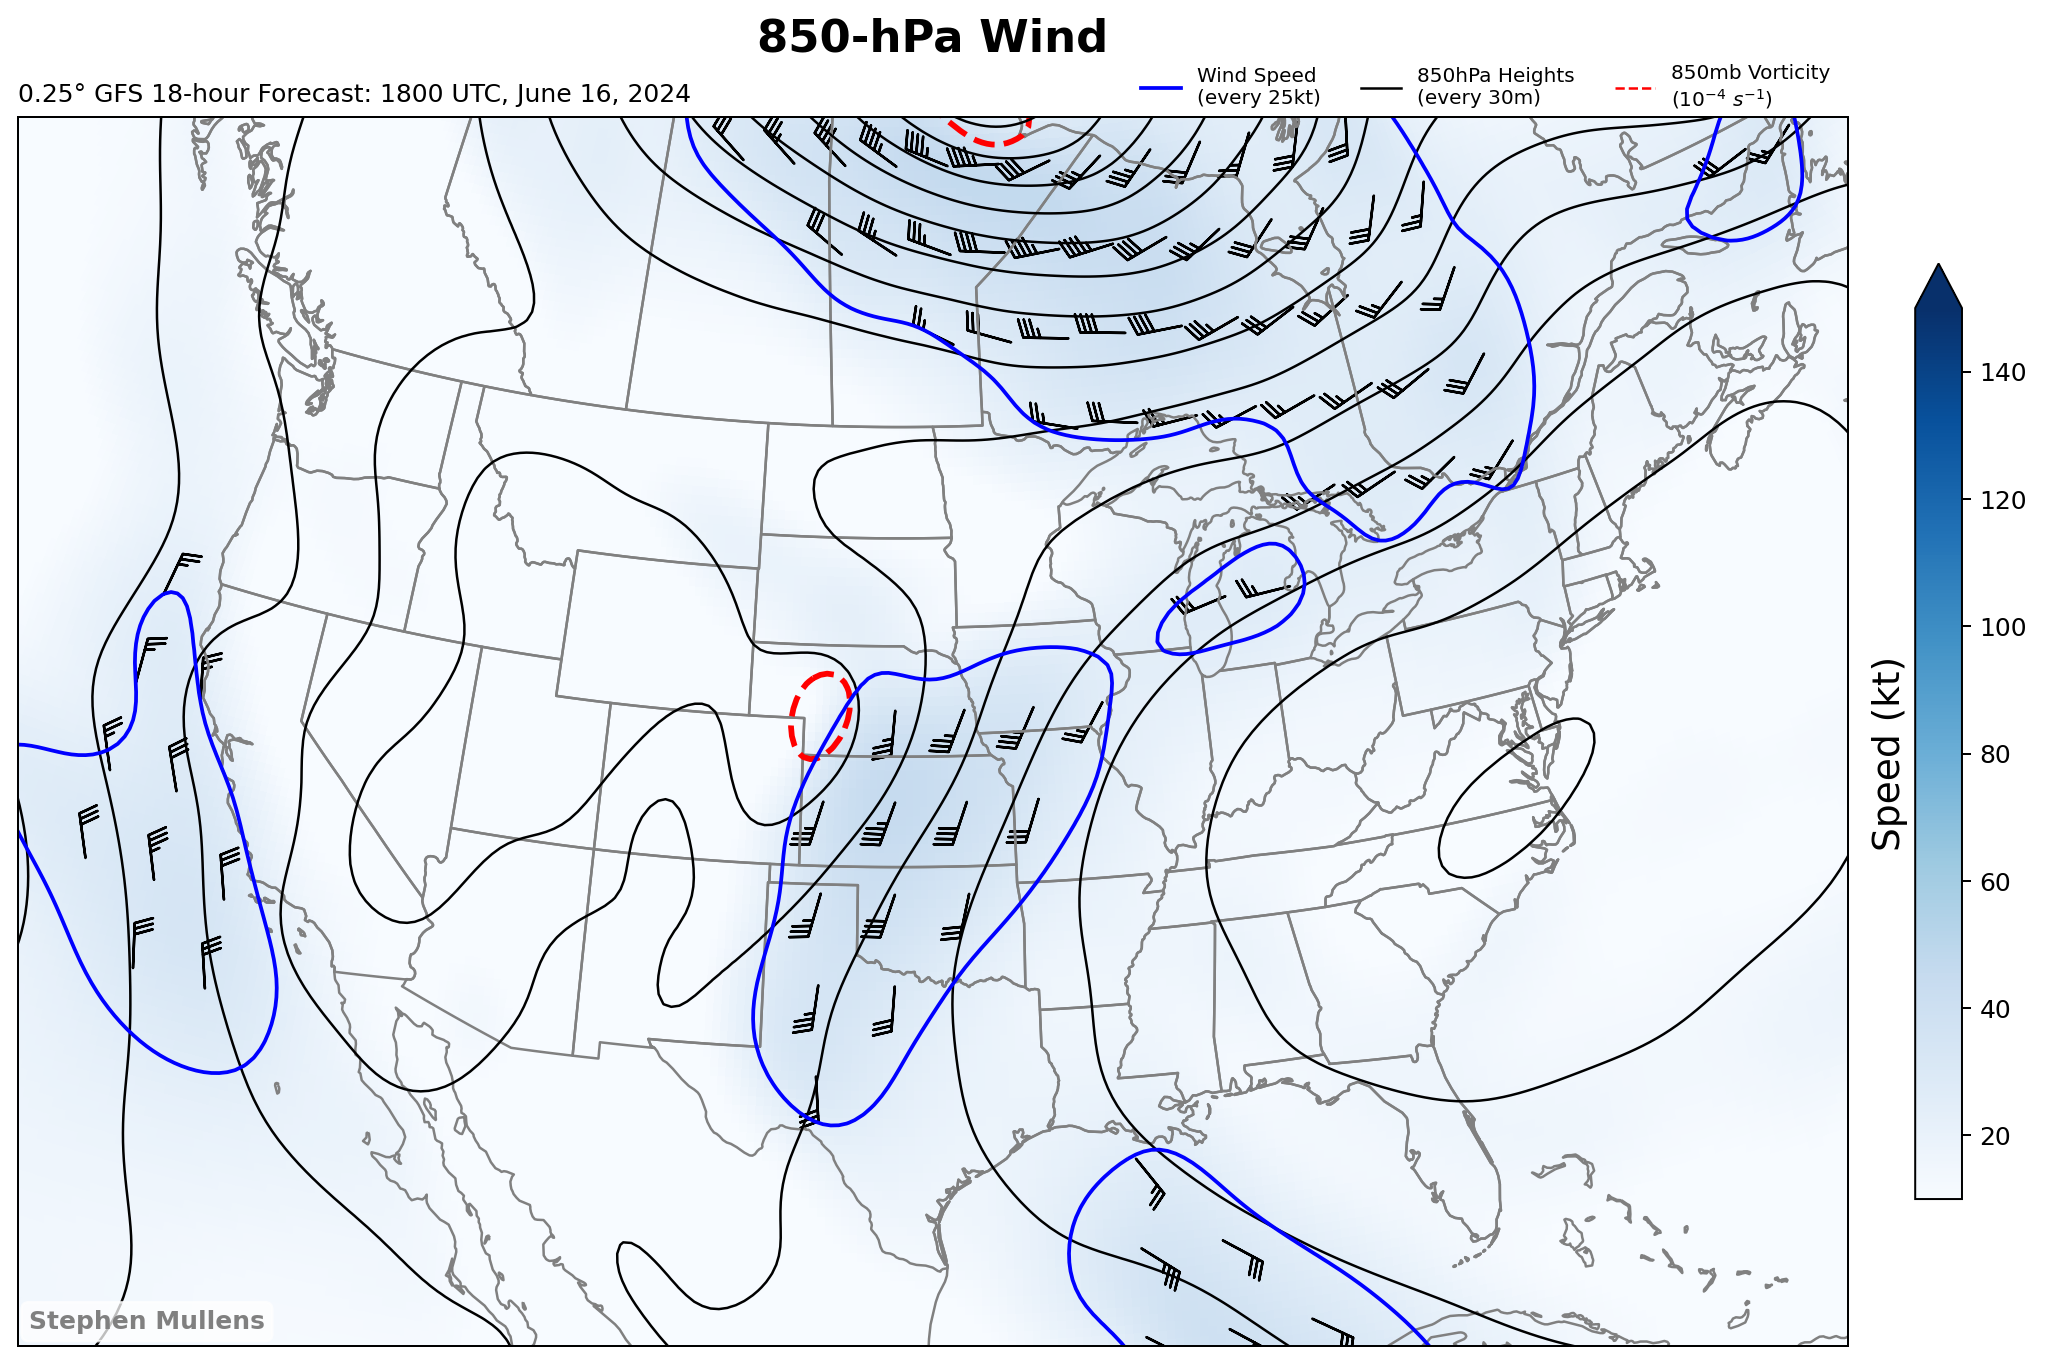 850-hPa Wind
0.25° GFS 18-hour Forecast: 1800 UTC, June 16, 2024
Wind Speed
(every 25kt)
850hPa Heights
(every 30m)
850mb Vorticity
(10⁻⁴ s⁻¹)
140
120
100
80
60
40
20
Speed (kt)
Stephen Mullens